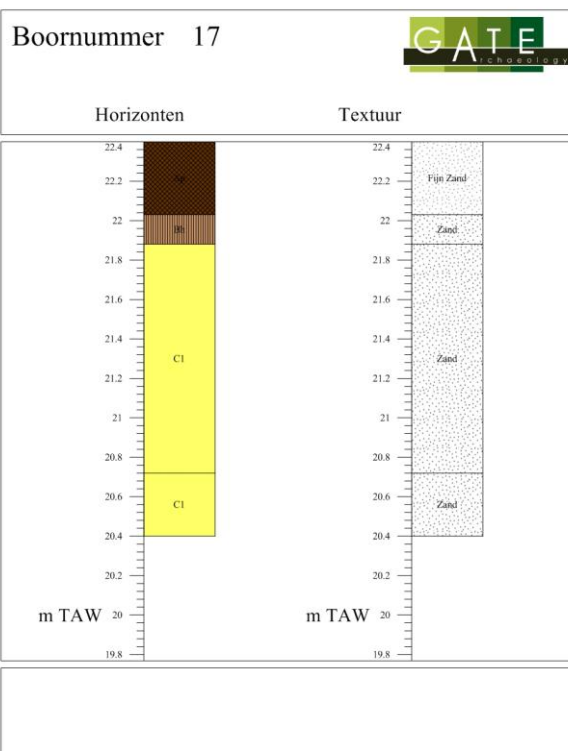 Boornummer 17
GATE
rchaeology
Horizonten Textuur
22.4 22.4
22.2 Ap 22.2 Fijn Zand
22 Bh 22 Zand
21.8 21.8
21.6 21.6
21.4 21.4
C1 Zand
21.2 21.2
21 21
20.8 20.8
20.6 C1 20.6 Zand
20.4 20.4
20.2 20.2
m TAW 20 m TAW 20
19.8 19.8